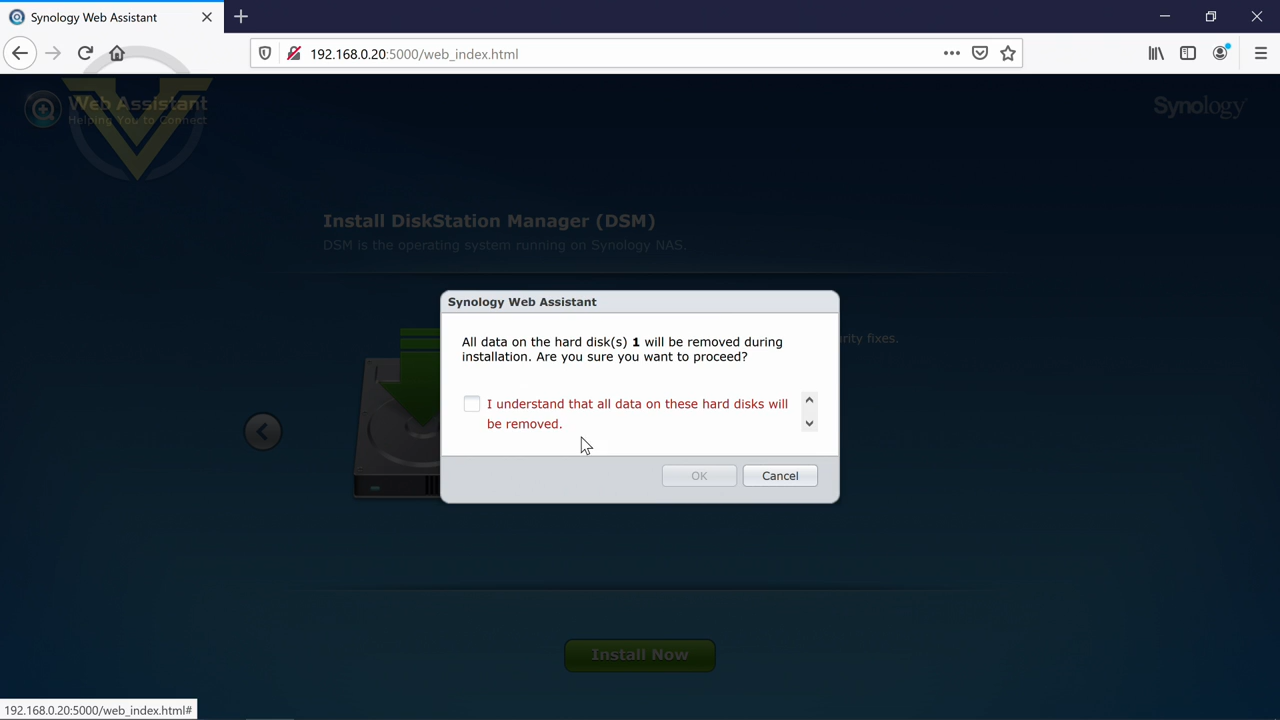 Synology Web Assistant
192.168.0.20:5000/web_index.html
Web Assistant
Helping You to Connect
Synology
Install DiskStation Manager (DSM)
DSM is the operating system running on Synology NAS.
Synology Web Assistant
All data on the hard disk(s) 1 will be removed during
installation. Are you sure you want to proceed?
urity fixes.
I understand that all data on these hard disks will
be removed.
OK
Cancel
Install Now
192.168.0.20:5000/web_index.html#